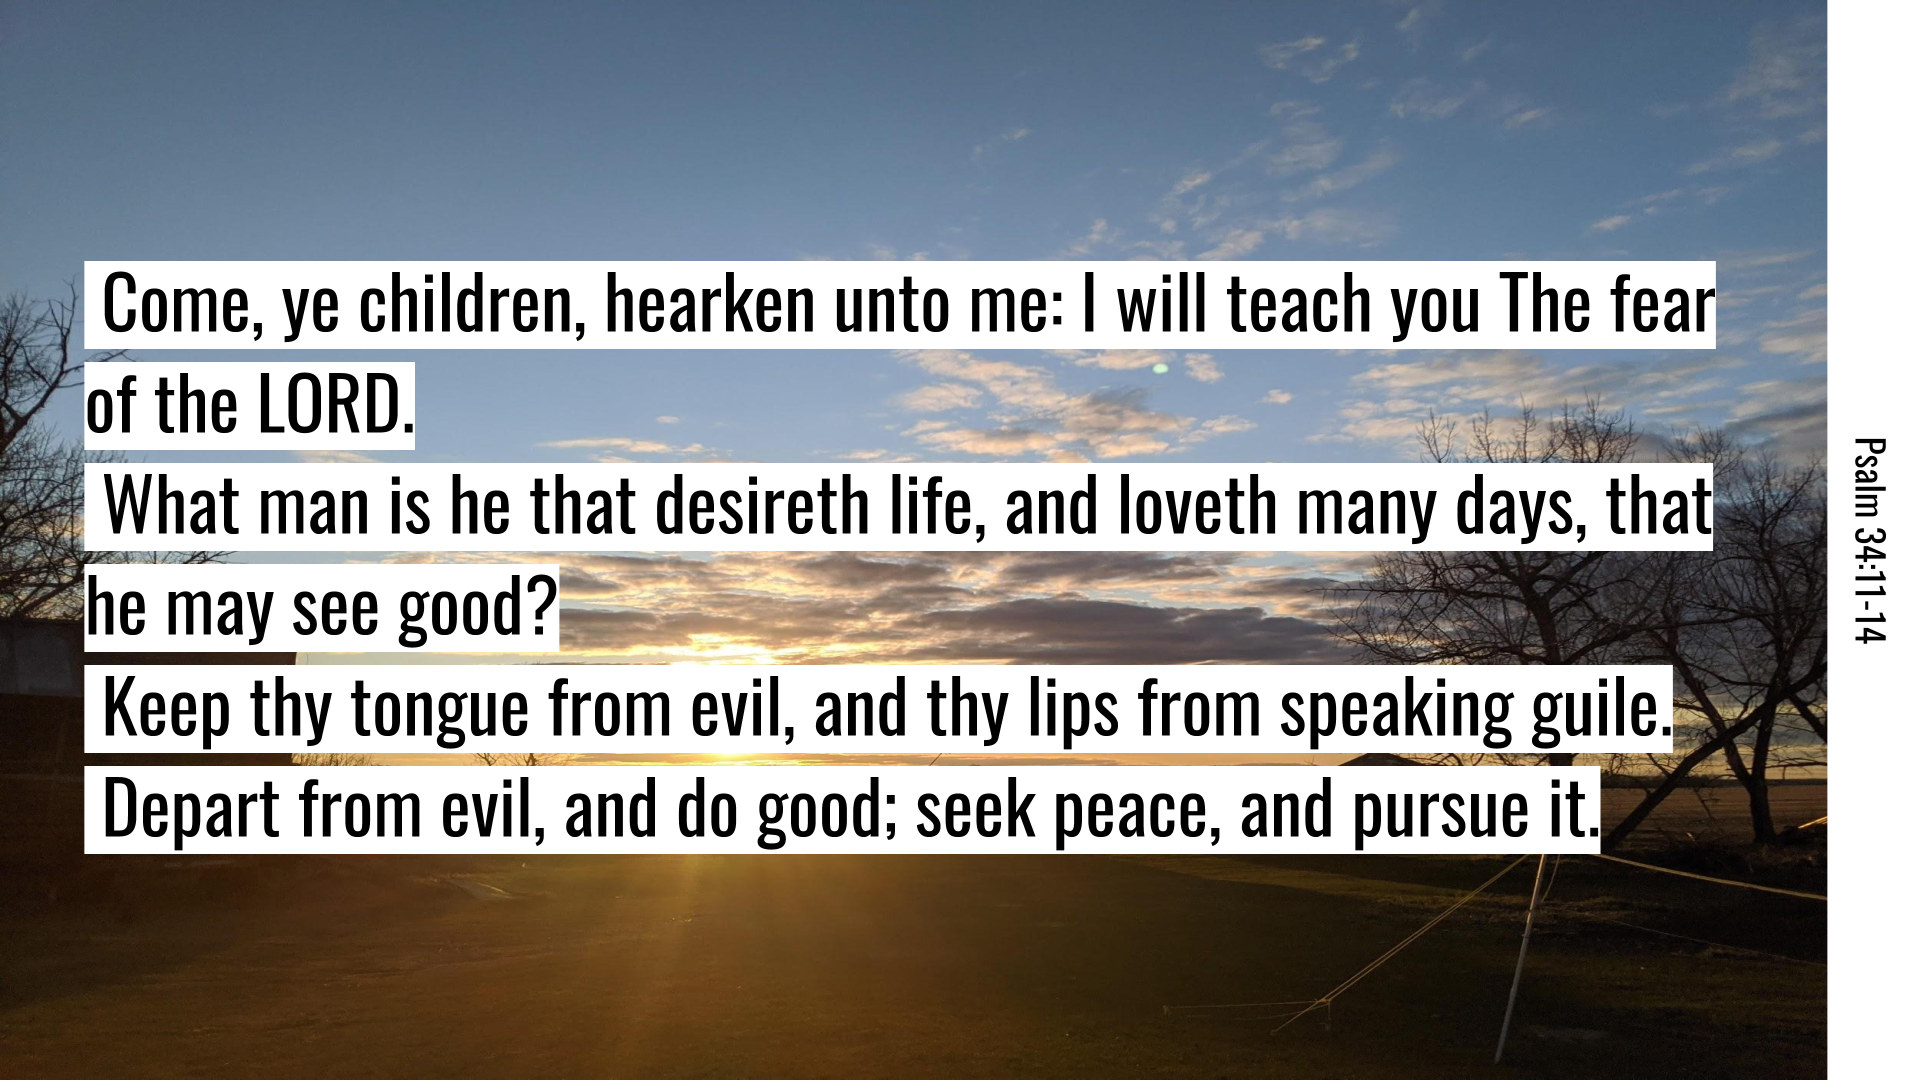 Come, ye children, hearken unto me: I will teach you The fear
of the LORD.
What man is he that desireth life, and loveth many days, that
he may see good?
Keep thy tongue from evil, and thy lips from speaking guile.
Depart from evil, and do good; seek peace, and pursue it.
Psalm 34:11-14